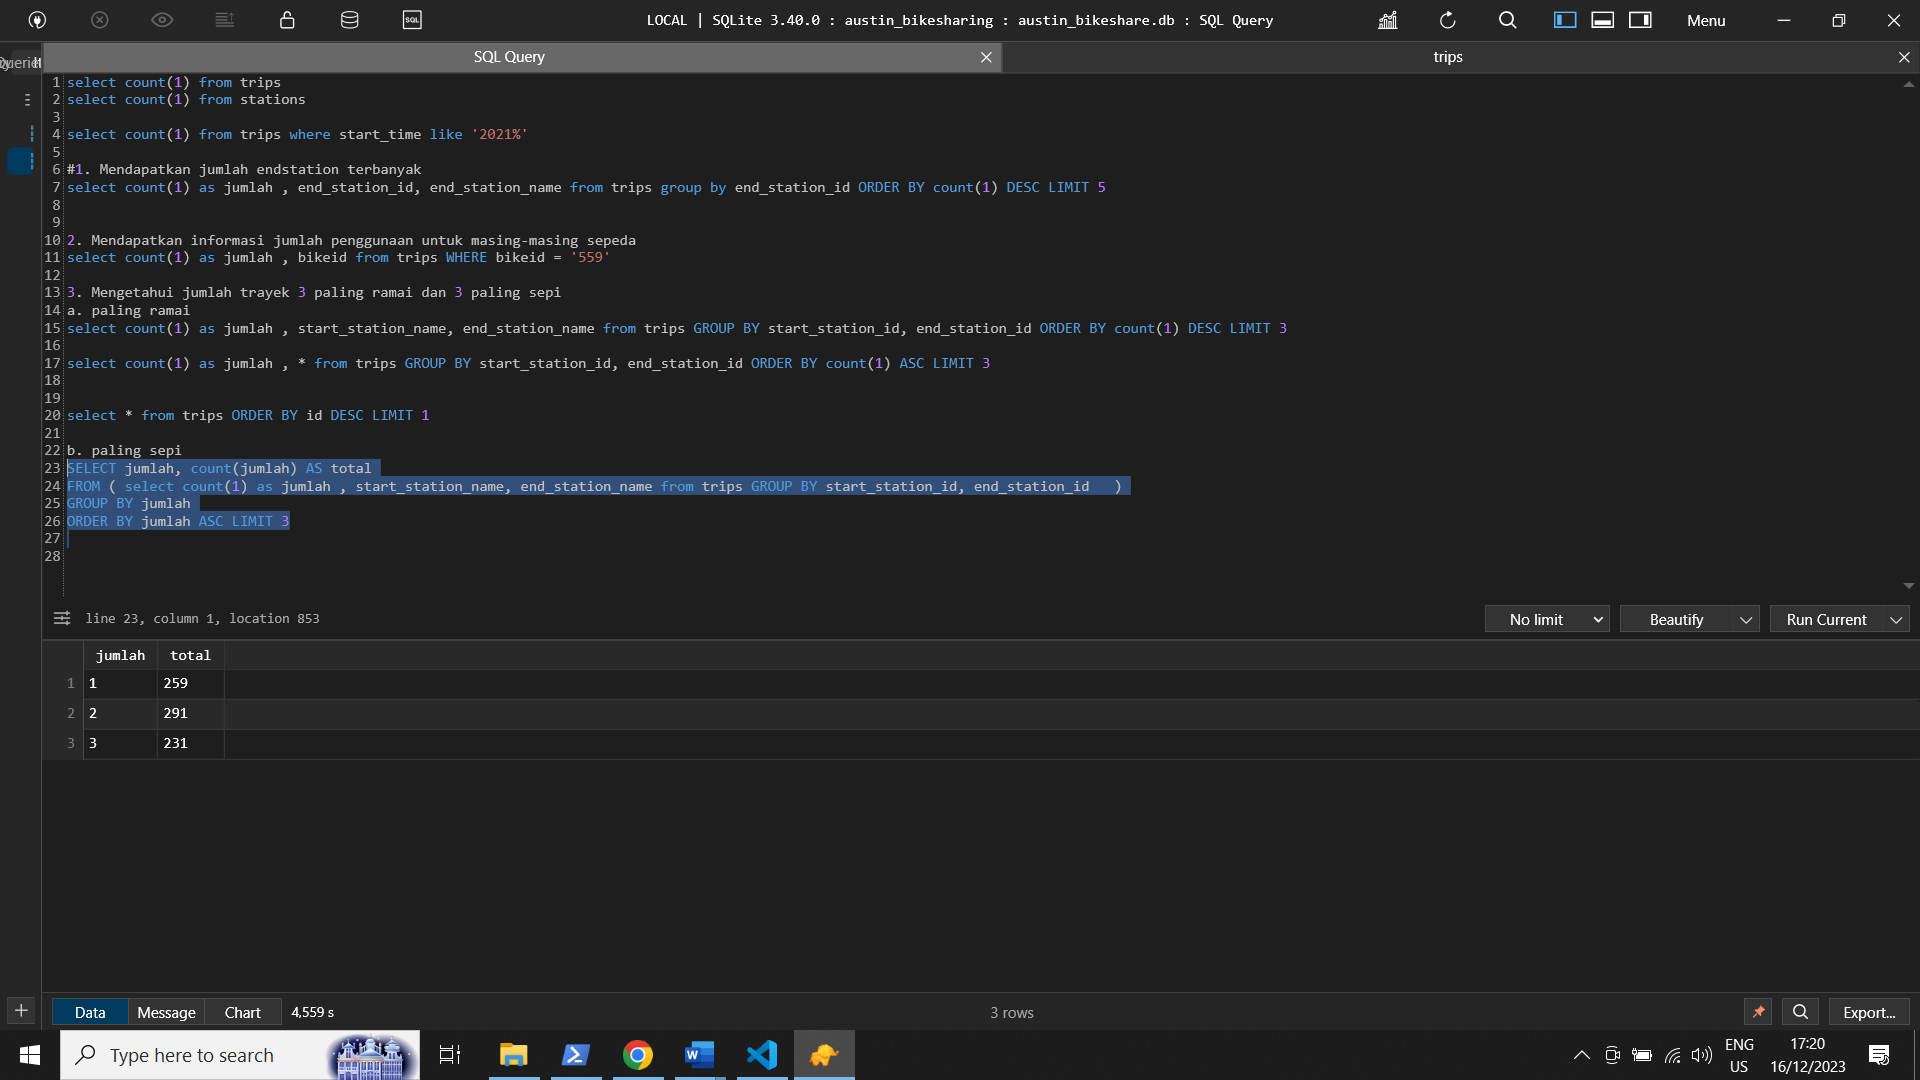 LOCAL | SQLite 3.40.0 : austin_bikesharing : austin_bikeshare.db : SQL Query
Menu
SQL Query
trips
1 select count(1) from trips
2 select count(1) from stations
3
4 select count(1) from trips where start_time like '2021%'
5
6 #1. Mendapatkan jumlah endstation terbanyak
7 select count(1) as jumlah , end_station_id, end_station_name from trips group by end_station_id ORDER BY count(1) DESC LIMIT 5
8
9
10 2. Mendapatkan informasi jumlah penggunaan untuk masing-masing sepeda
11 select count(1) as jumlah , bikeid from trips WHERE bikeid = '559'
12
13 3. Mengetahui jumlah trayek 3 paling ramai dan 3 paling sepi
14 a. paling ramai
15 select count(1) as jumlah , start_station_name, end_station_name from trips GROUP BY start_station_id, end_station_id ORDER BY count(1) DESC LIMIT 3
16
17 select count(1) as jumlah , * from trips GROUP BY start_station_id, end_station_id ORDER BY count(1) ASC LIMIT 3
18
19
20 select * from trips ORDER BY id DESC LIMIT 1
21
22 b. paling sepi
23 SELECT jumlah, count(jumlah) AS total
24 FROM ( select count(1) as jumlah , start_station_name, end_station_name from trips GROUP BY start_station_id, end_station_id )
25 GROUP BY jumlah
26 ORDER BY jumlah ASC LIMIT 3
27
28
line 23, column 1, location 853
No limit
Beautify
Run Current
jumlah total
1 1 259
2 2 291
3 3 231
Data Message Chart 4,559 s
3 rows
Export...
Type here to search
ENG
US
17:20
16/12/2023